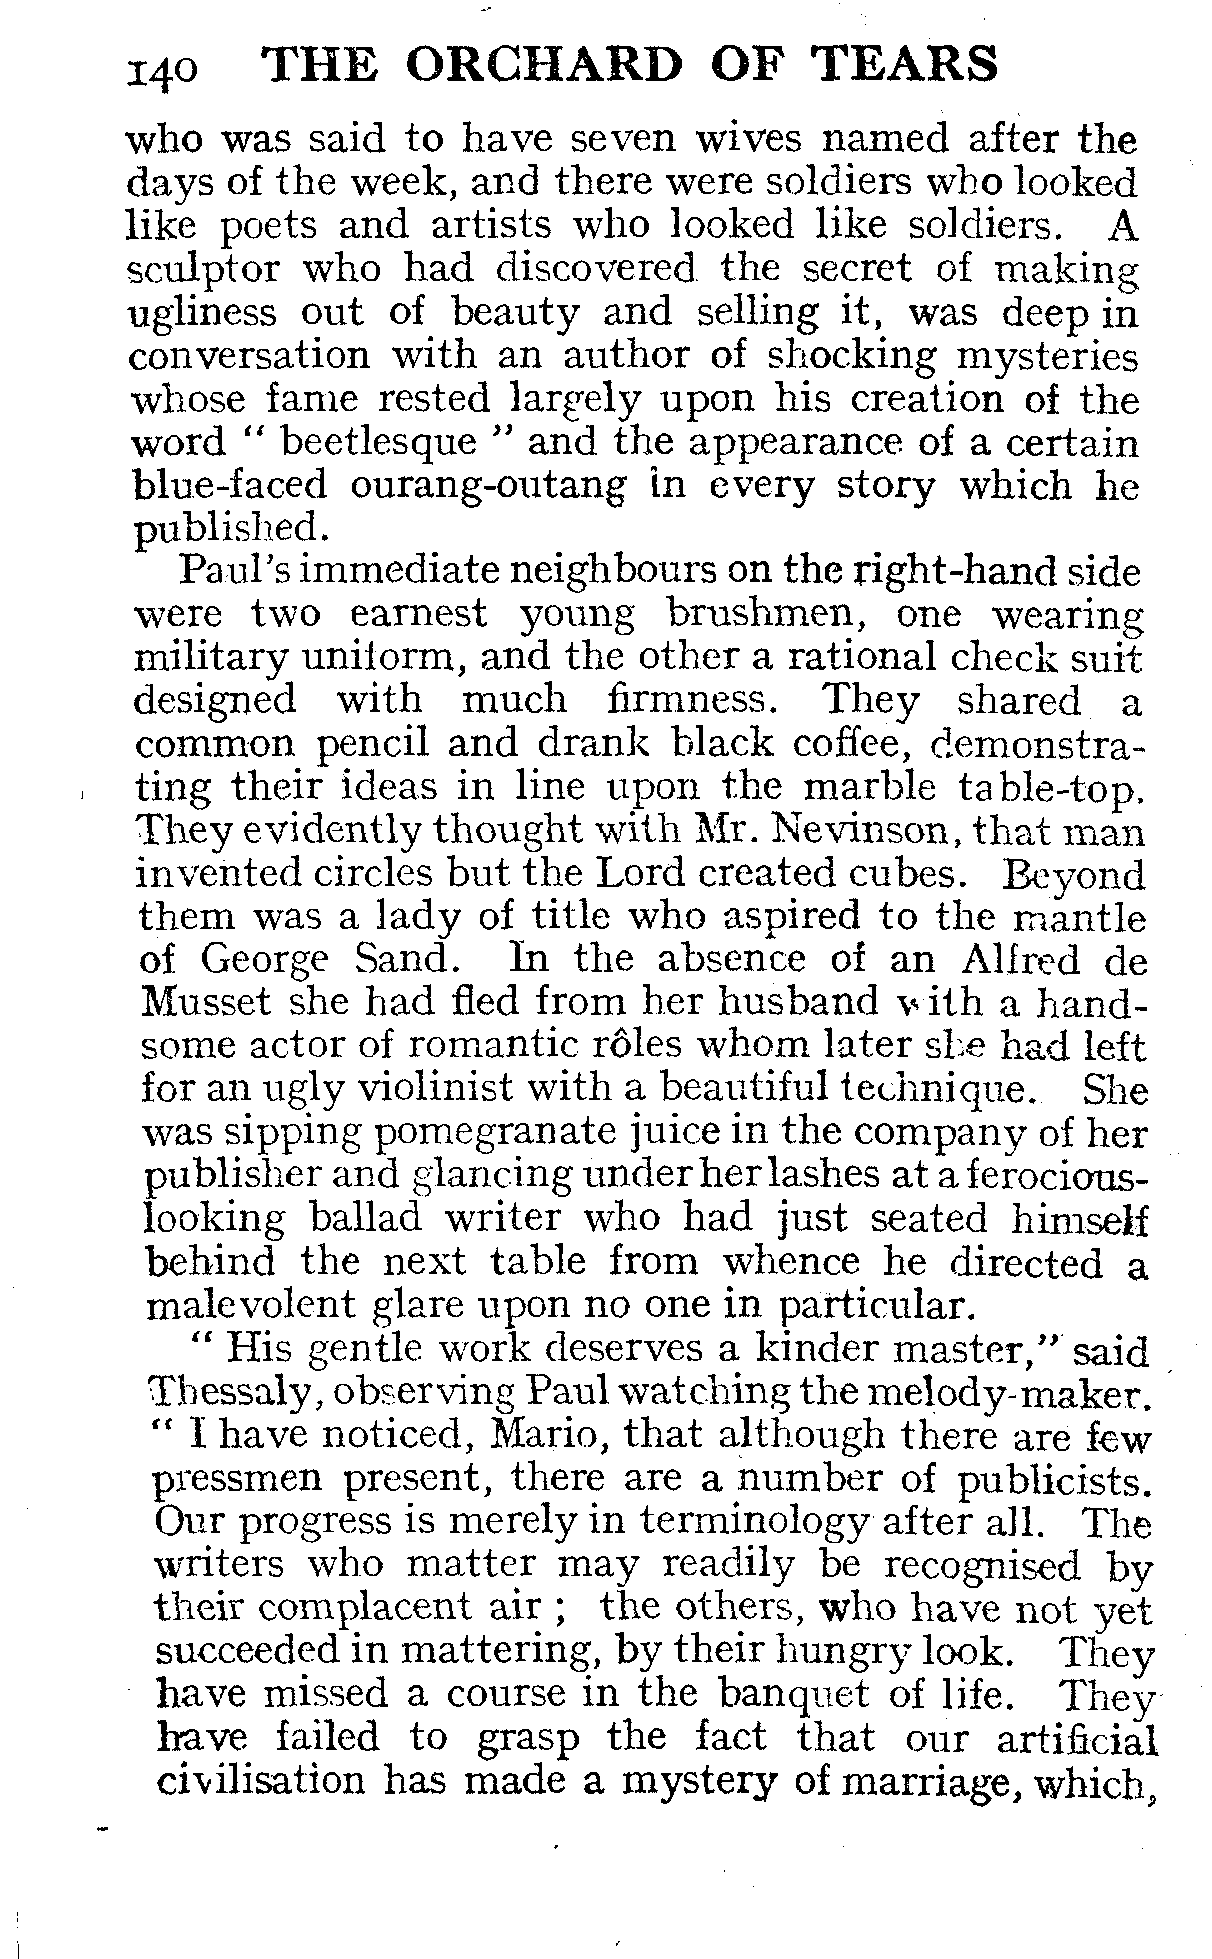 140 THE ORCHARD OF TEARS
who was said to have seven wives named after the
days of the week, and there were soldiers who looked
like poets and artists who looked like soldiers. A
sculptor who had discovered the secret of making
ugliness out of beauty and selling it, was deep in
conversation with an author of shocking mysteries
whose fame rested largely upon his creation of the
word “ beetlesque ” and the appearance of a certain
blue-faced ourang-outang in every story which he
published.
Paul's immediate neighbours on the right-hand side
were two earnest young brushmen, one wearing
military uniform, and the other a rational check suit
designed with much firmness. They shared a
common pencil and drank black coffee, demonstra-
ting their ideas in line upon the marble table-top.
They evidently thought with Mr. Nevinson, that man
invented circles but the Lord created cubes. Beyond
them was a lady of title who aspired to the mantle
of George Sand. In the absence of an Alfred de
Musset she had fled from her husband with a hand-
some actor of romantic rôles whom later she had left
for an ugly violinist with a beautiful technique. She
was sipping pomegranate juice in the company of her
publisher and glancing under her lashes at a ferocious-
looking ballad writer who had just seated himself
behind the next table from whence he directed a
malevolent glare upon no one in particular.
“ His gentle work deserves a kinder master,” said
Thessaly, observing Paul watching the melody-maker.
“ I have noticed, Mario, that although there are few
pressmen present, there are a number of publicists.
Our progress is merely in terminology after all. The
writers who matter may readily be recognised by
their complacent air ; the others, who have not yet
succeeded in mattering, by their hungry look. They
have missed a course in the banquet of life. They
have failed to grasp the fact that our artificial
civilisation has made a mystery of marriage, which,